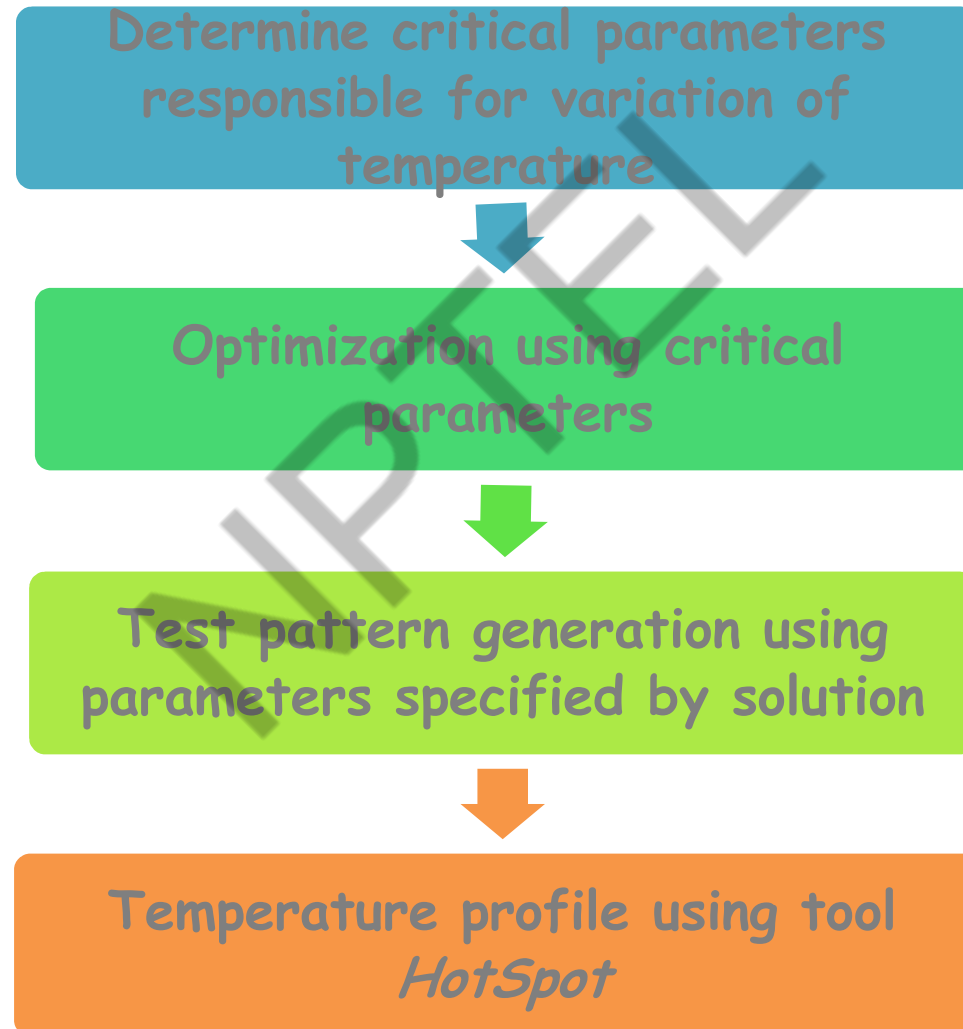 Determine critical parameters
responsible for variation of
temperature
Optimization using critical
parameters
Test pattern generation using
parameters specified by solution
Temperature profile using tool
HotSpot
NPTEL